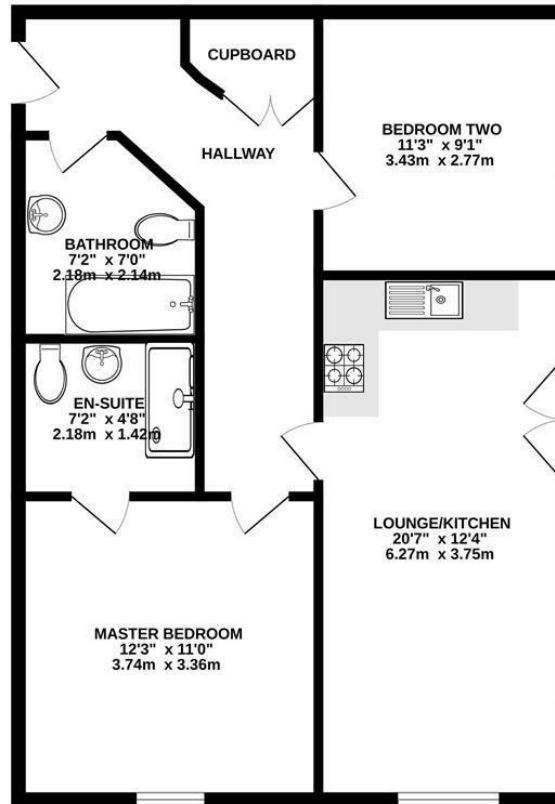 CUPBOARD
BEDROOM TWO
11'3" x 9'1"
3.43m x 2.77m
HALLWAY
BATHROOM
7'2" x 7'0"
2.18m x 2.14m
EN-SUITE
7'2" x 4'8"
2.18m x 1.42m
LOUNGE/KITCHEN
20'7" x 12'4"
6.27m x 3.75m
MASTER BEDROOM
12'3" x 11'0"
3.74m x 3.36m